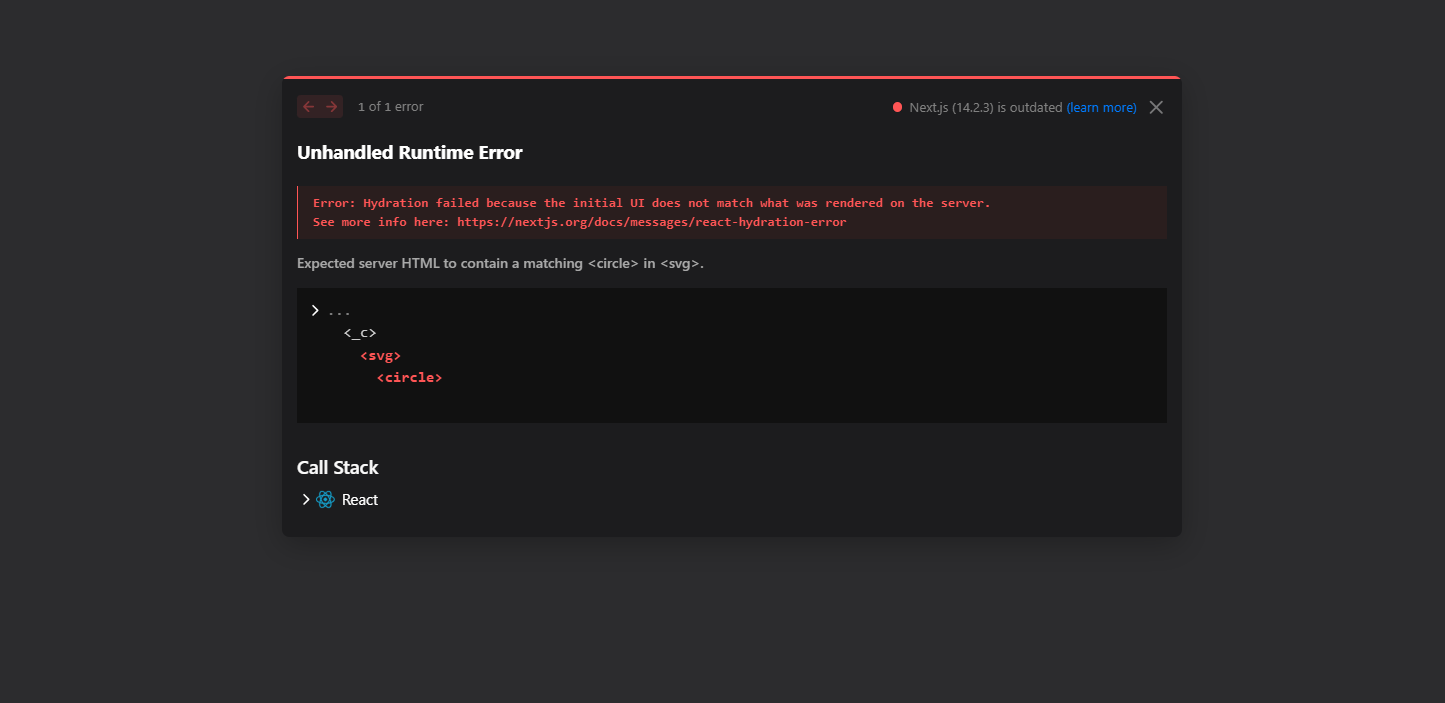 1 of 1 error
Next.js (14.2.3) is outdated (learn more)
Unhandled Runtime Error
Error: Hydration failed because the initial UI does not match what was rendered on the server.
See more info here: https://nextjs.org/docs/messages/react-hydration-error
Expected server HTML to contain a matching <circle> in <svg>.
...
<_c>
<svg>
<circle>
Call Stack
React